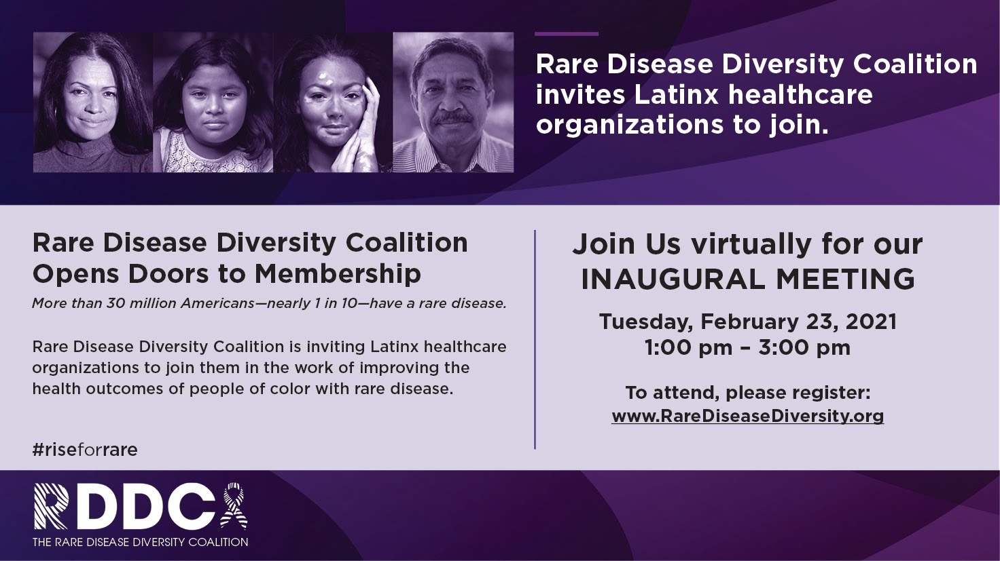 Rare Disease Diversity Coalition
invites Latinx healthcare
organizations to join.
Rare Disease Diversity Coalition
Opens Doors to Membership
More than 30 million Americans—nearly 1 in 10—have a rare disease.
Rare Disease Diversity Coalition is inviting Latinx healthcare
organizations to join them in the work of improving the
health outcomes of people of color with rare disease.
#riseforrare
Join Us virtually for our
INAUGURAL MEETING
Tuesday, February 23, 2021
1:00 pm – 3:00 pm
To attend, please register:
www.RareDiseaseDiversity.org
RDDC
THE RARE DISEASE DIVERSITY COALITION